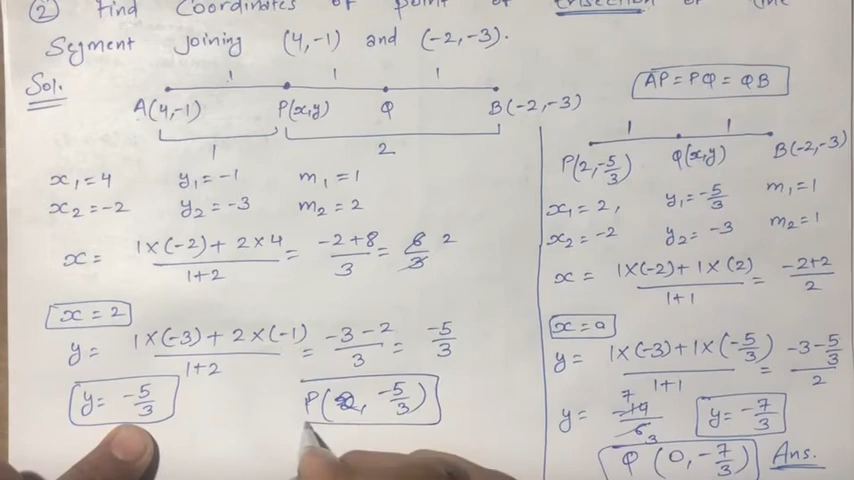 ② Find Coordinates of point of trisection of line
Segment joining (4,-1) and (-2,-3).
Sol.
1 1 1
A(4,-1) P(x,y) Q B(-2,-3)
1 2
x₁=4 y₁=-1 m₁=1
x₂=-2 y₂=-3 m₂=2
x = 1×(-2)+2×4 / 1+2 = -2+8 / 3 = 6/3 2
x=2
y = 1×(-3)+2×(-1) / 1+2 = -3-2 / 3 = -5/3
y=-5/3
P(2, -5/3)
AP=PQ=QB
1 1
P(2,-5/3) Q(x,y) B(-2,-3)
x₁=2, y₁=-5/3 m₁=1
x₂=-2 y₂=-3 m₂=1
x = 1×(-2)+1×(2) / 1+1 = -2+2 / 2
x=0
y = 1×(-3)+1×(-5/3) / 1+1 = -3-5/3 / 2
y = -14/6 7 3 y=-7/3
Q(0,-7/3) Ans.